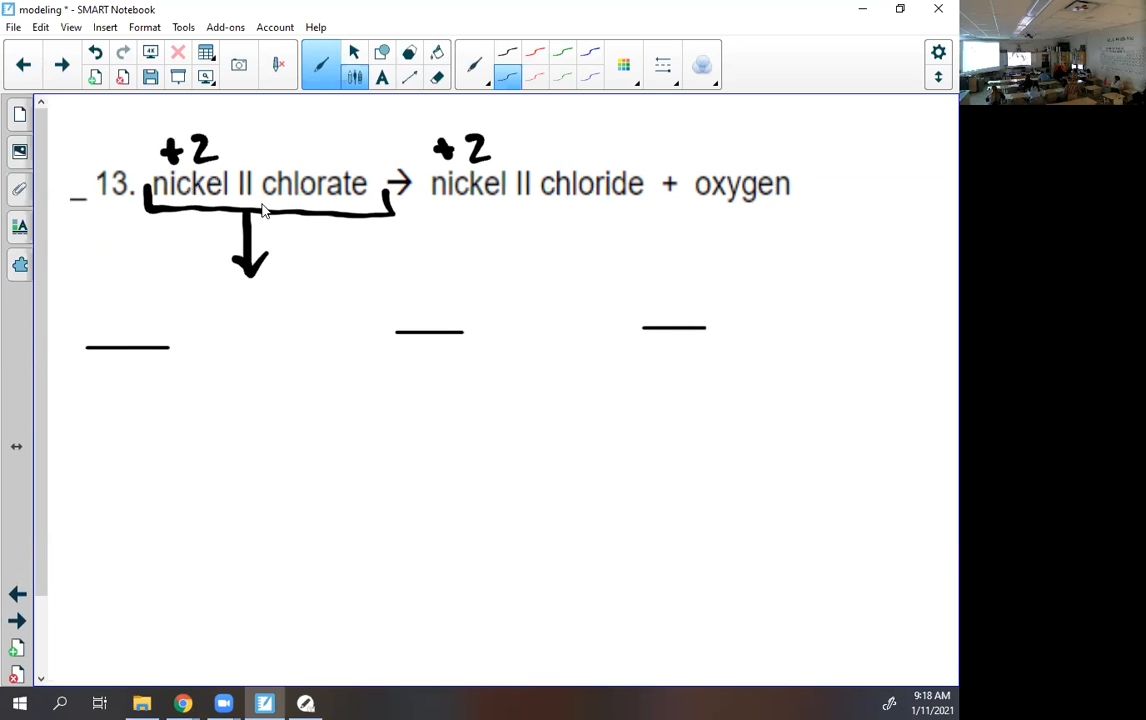 modeling * - SMART Notebook
File Edit View Insert Format Tools Add-ons Account Help
+2 +2
_ 13. nickel II chlorate → nickel II chloride + oxygen
9:18 AM
1/11/2021